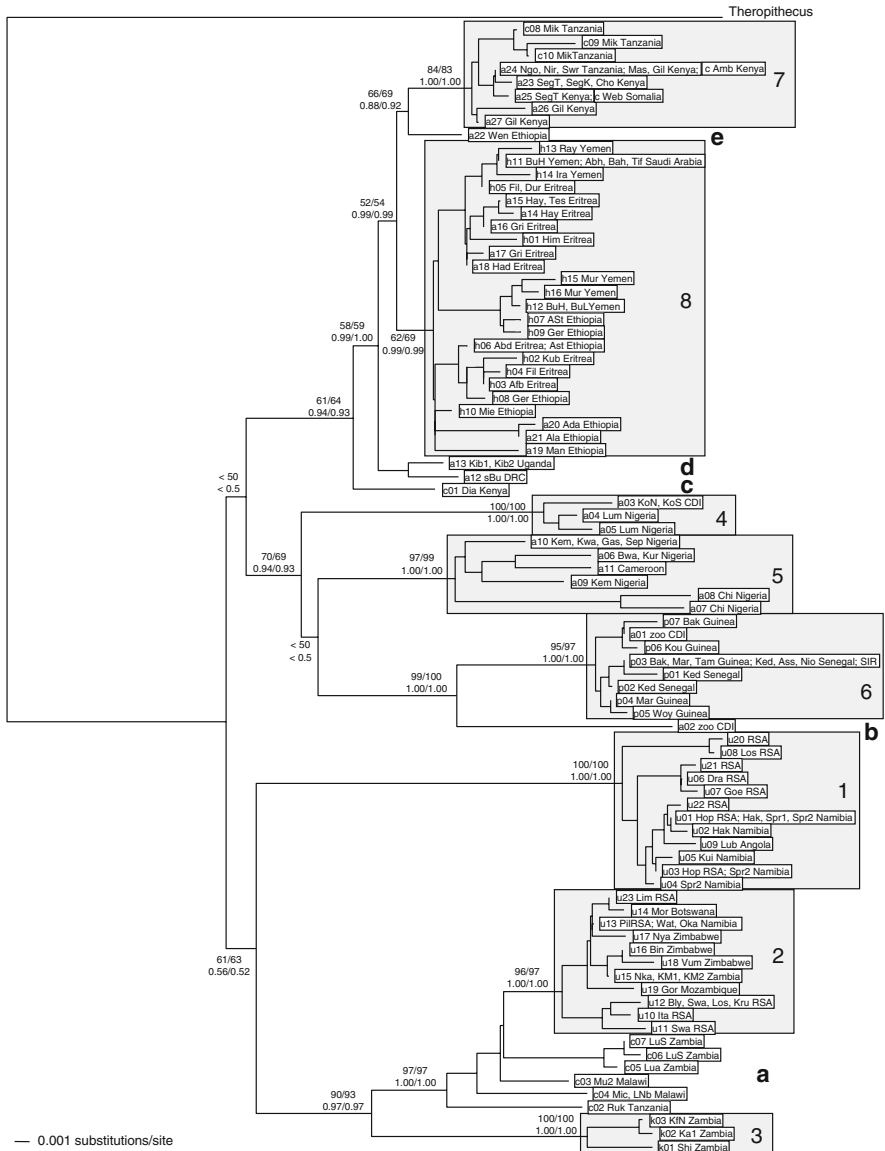 Theropithecus
c08 Mik Tanzania
c09 Mik Tanzania
c10 MikTanzania
84/83
1.00/1.00
a24 Ngo, Nir, Swr Tanzania; Mas, Gil Kenya; c Amb Kenya
7
a23 SegT, SegK, Cho Kenya
66/69
0.88/0.92
a25 SegT Kenya; c Web Somalia
a26 Gil Kenya
a27 Gil Kenya
a22 Wen Ethiopia
e
h13 Ray Yemen
h11 BuH Yemen; Abh, Bah, Tif Saudi Arabia
h14 Ira Yemen
h05 Fil, Dur Eritrea
52/54
0.99/0.99
a15 Hay, Tes Eritrea
a14 Hay Eritrea
a16 Gri Eritrea
h01 Him Eritrea
a17 Gri Eritrea
a18 Had Eritrea
h15 Mur Yemen
h16 Mur Yemen
8
h12 BuH, BuLYemen
h07 ASt Ethiopia
58/59
0.99/1.00
h09 Ger Ethiopia
62/69
0.99/0.99
h06 Abd Eritrea; Ast Ethiopia
h02 Kub Eritrea
h04 Fil Eritrea
h03 Afb Eritrea
h08 Ger Ethiopia
61/64
0.94/0.93
h10 Mie Ethiopia
a20 Ada Ethiopia
a21 Ala Ethiopia
a19 Man Ethiopia
a13 Kib1, Kib2 Uganda
d
a12 sBu DRC
< 50
< 0.5
c01 Dia Kenya
c
a03 KoN, KoS CDI
100/100
1.00/1.00
a04 Lum Nigeria
4
a05 Lum Nigeria
a10 Kem, Kwa, Gas, Sep Nigeria
70/69
0.94/0.93
97/99
1.00/1.00
a06 Bwa, Kur Nigeria
a11 Cameroon
5
a09 Kem Nigeria
a08 Chi Nigeria
a07 Chi Nigeria
p07 Bak Guinea
a01 zoo CDI
< 50
< 0.5
95/97
1.00/1.00
p06 Kou Guinea
p03 Bak, Mar, Tam Guinea; Ked, Ass, Nio Senegal; SIR
99/100
1.00/1.00
p01 Ked Senegal
p02 Ked Senegal
6
p04 Mar Guinea
p05 Woy Guinea
a02 zoo CDI
b
u20 RSA
u08 Los RSA
100/100
1.00/1.00
u21 RSA
u06 Dra RSA
u07 Goe RSA
1
u22 RSA
u01 Hop RSA; Hak, Spr1, Spr2 Namibia
u02 Hak Namibia
u09 Lub Angola
u05 Kui Namibia
u03 Hop RSA; Spr2 Namibia
u04 Spr2 Namibia
u23 Lim RSA
u14 Mor Botswana
u13 PilRSA; Wat, Oka Namibia
u17 Nya Zimbabwe
2
u16 Bin Zimbabwe
61/63
0.56/0.52
u18 Vum Zimbabwe
96/97
1.00/1.00
u15 Nka, KM1, KM2 Zambia
u19 Gor Mozambique
u12 Bly, Swa, Los, Kru RSA
u10 Ita RSA
u11 Swa RSA
c07 LuS Zambia
c06 LuS Zambia
c05 Lua Zambia
97/97
1.00/1.00
a
c03 Mu2 Malawi
c04 Mic, LNb Malawi
90/93
0.97/0.97
c02 Ruk Tanzania
100/100
1.00/1.00
k03 KfN Zambia
k02 Ka1 Zambia
3
k01 Shi Zambia
0.001 substitutions/site